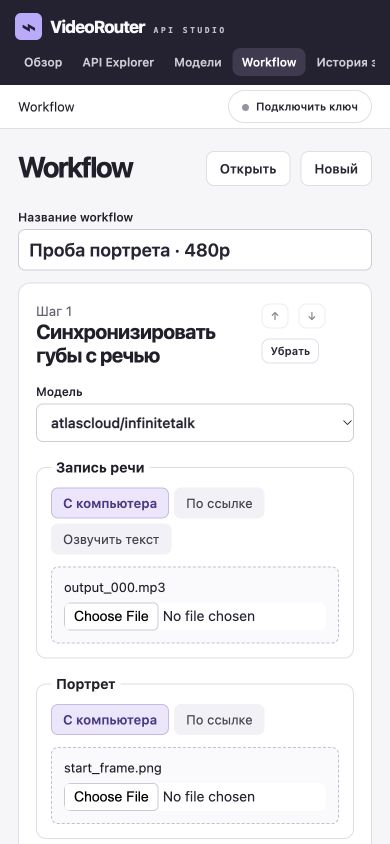 VideoRouter API STUDIO
Обзор API Explorer Модели Workflow История
Workflow
Подключить ключ
Workflow
Открыть
Новый
Название workflow
Проба портрета · 480p
Шаг 1
↑ ↓
Синхронизировать
губы с речью
Убрать
Модель
atlascloud/infinitetalk
Запись речи
С компьютера По ссылке
Озвучить текст
output_000.mp3
Choose File No file chosen
Портрет
С компьютера По ссылке
start_frame.png
Choose File No file chosen